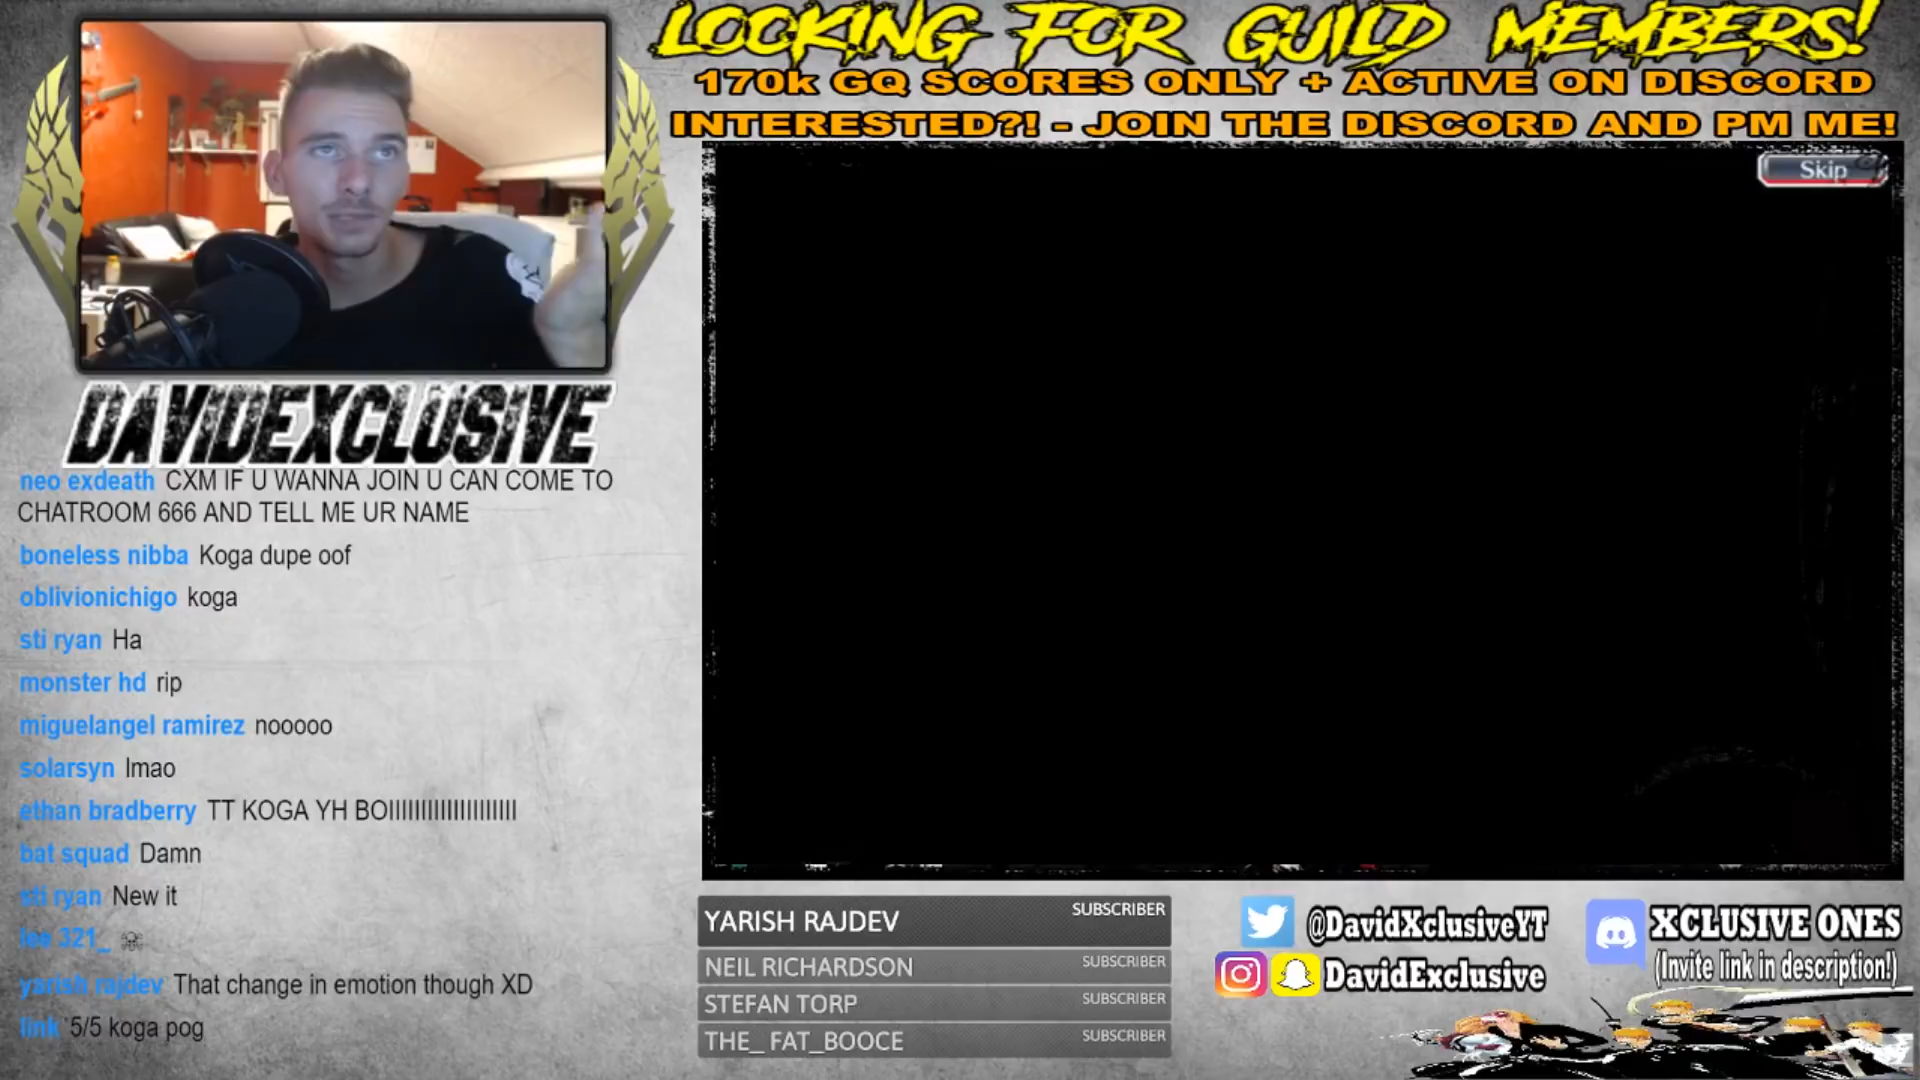 LOOKING FOR GUILD MEMBERS!
170k GQ SCORES ONLY + ACTIVE ON DISCORD
INTERESTED?! - JOIN THE DISCORD AND PM ME!
Skip
DAVIDEXCLUSIVE
neo exdeath CXM IF U WANNA JOIN U CAN COME TO
CHATROOM 666 AND TELL ME UR NAME
boneless nibba Koga dupe oof
oblivionichigo koga
sti ryan Ha
monster hd rip
miguelangel ramirez nooooo
solarsyn lmao
ethan bradberry TT KOGA YH BOIIIIIIIIIIIIIIIIIIIII
bat squad Damn
sti ryan New it
lee 321_ ☠
yarish rajdev That change in emotion though XD
link '5/5 koga pog
YARISH RAJDEV SUBSCRIBER
NEIL RICHARDSON SUBSCRIBER
STEFAN TORP SUBSCRIBER
THE_ FAT_BOOCE SUBSCRIBER
@DavidXclusiveYT
DavidExclusive
XCLUSIVE ONES
(Invite link in description!)